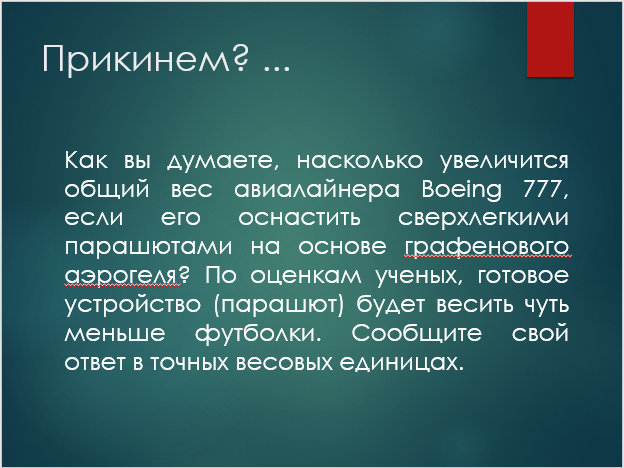 Прикинем? ...
Как вы думаете, насколько увеличится
общий вес авиалайнера Boeing 777,
если его оснастить сверхлегкими
парашютами на основе графенового
аэрогеля? По оценкам ученых, готовое
устройство (парашют) будет весить чуть
меньше футболки. Сообщите свой
ответ в точных весовых единицах.